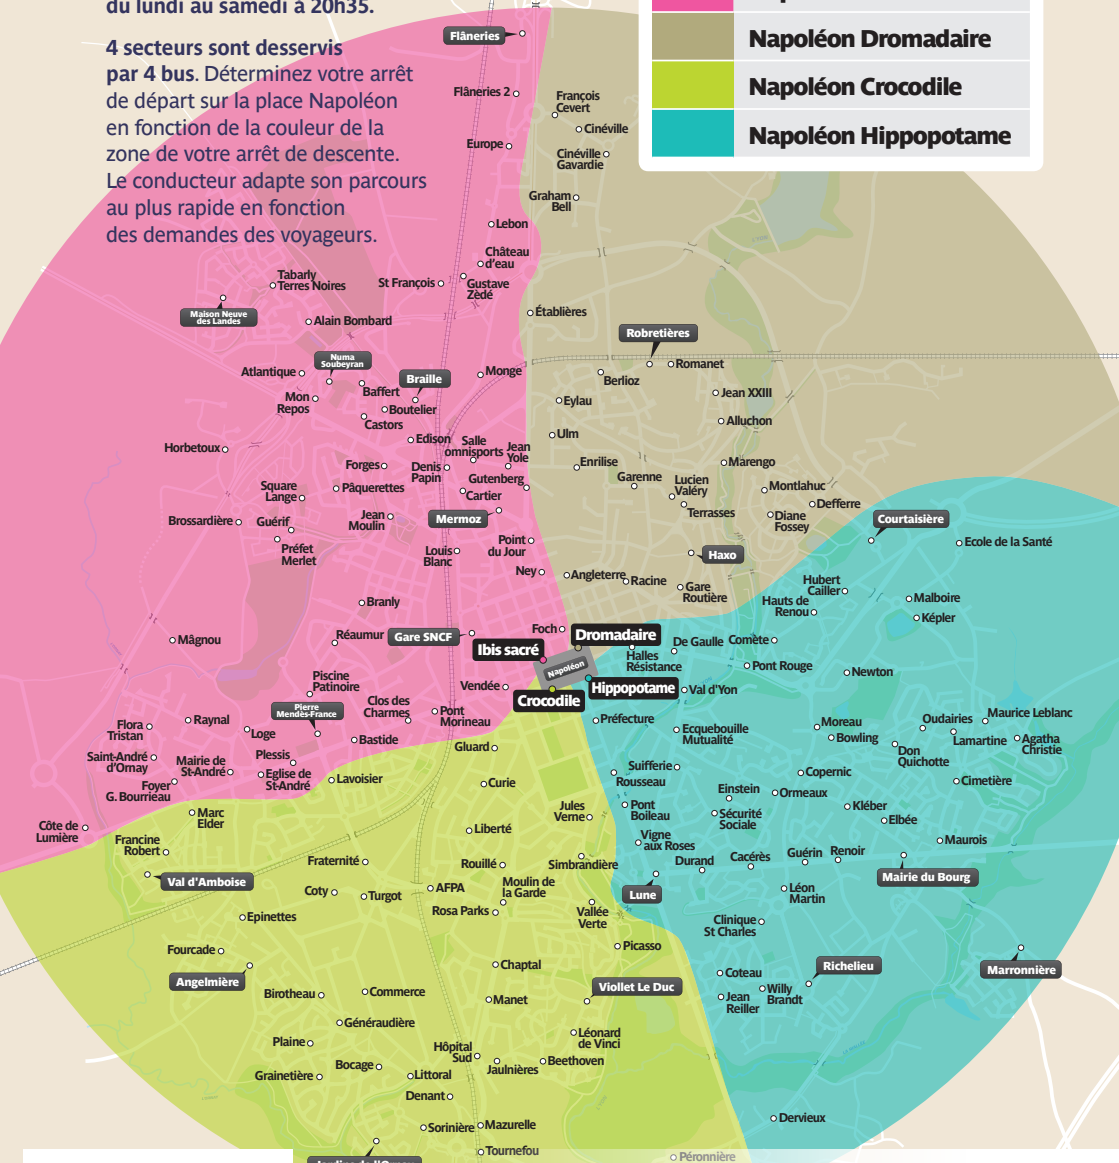 du lundi au samedi à 20h35.
4 secteurs sont desservis
par 4 bus. Déterminez votre arrêt
de départ sur la place Napoléon
en fonction de la couleur de la
zone de votre arrêt de descente.
Le conducteur adapte son parcours
au plus rapide en fonction
des demandes des voyageurs.
Napoléon Dromadaire
Napoléon Crocodile
Napoléon Hippopotame
Flâneries
Flâneries 2
François
Cevert
Cinéville
Europe
Cinéville
Gavardie
Graham
Bell
Lebon
Château
d'eau
Tabarly
Terres Noires
St François
Gustave
Zèdé
Maison Neuve
des Landes
Alain Bombard
Établières
Robretières
Numa
Soubeyran
Atlantique
Braille
Monge
Romanet
Berlioz
Baffert
Mon
Repos
Boutelier
Castors
Eylau
Jean XXIII
Alluchon
Edison
Salle
omnisports
Jean
Yole
Ulm
Horbetoux
Forges
Denis
Papin
Gutenberg
Enrilise
Marengo
Garenne
Lucien
Valéry
Montlahuc
Square
Lange
Pâquerettes
Cartier
Terrasses
Defferre
Diane
Fossey
Brossardière
Guérif
Jean
Moulin
Mermoz
Courtaisière
Préfet
Merlet
Louis
Blanc
Point
du Jour
Haxo
Ecole de la Santé
Ney
Angleterre
Racine
Gare
Routière
Hubert
Cailler
Hauts de
Renou
Malboire
Képler
Branly
Mâgnou
Réaumur
Gare SNCF
Foch
Dromadaire
Ibis sacré
Napoléon
Halles
Résistance
De Gaulle
Comète
Pont Rouge
Newton
Piscine
Patinoire
Vendée
Crocodile
Hippopotame
Val d'Yon
Pierre
Mendès-France
Clos des
Charmes
Pont
Morineau
Préfecture
Flora
Tristan
Raynal
Loge
Bastide
Gluard
Ecquebouille
Mutualité
Moreau
Bowling
Oudairies
Maurice Leblanc
Lamartine
Agatha
Christie
Don
Quichotte
Saint-André
d'Ornay
Mairie de
St-André
Plessis
Eglise de
St-André
Foyer
G. Bourrieau
Lavoisier
Curie
Suifferie
Rousseau
Copernic
Cimetière
Einstein
Ormeaux
Marc
Elder
Jules
Verne
Pont
Boileau
Sécurité
Sociale
Kléber
Elbée
Côte de
Lumière
Francine
Robert
Liberté
Vigne
aux Roses
Maurois
Fraternité
Rouillé
Simbrandière
Durand
Cacérès
Guérin
Renoir
Val d'Amboise
Mairie du Bourg
Coty
Turgot
AFPA
Moulin de
la Garde
Lune
Léon
Martin
Epinettes
Rosa Parks
Vallée
Verte
Clinique
St Charles
Fourcade
Picasso
Angelmière
Chaptal
Coteau
Richelieu
Marronnière
Birotheau
Commerce
Manet
Viollet Le Duc
Jean
Reiller
Willy
Brandt
Généraudière
Plaine
Léonard
de Vinci
Hôpital
Sud
Bocage
Jaulnières
Beethoven
Grainetière
Littoral
Denant
Sorinière
Mazurelle
Dervieux
Tournefou
Péronnière